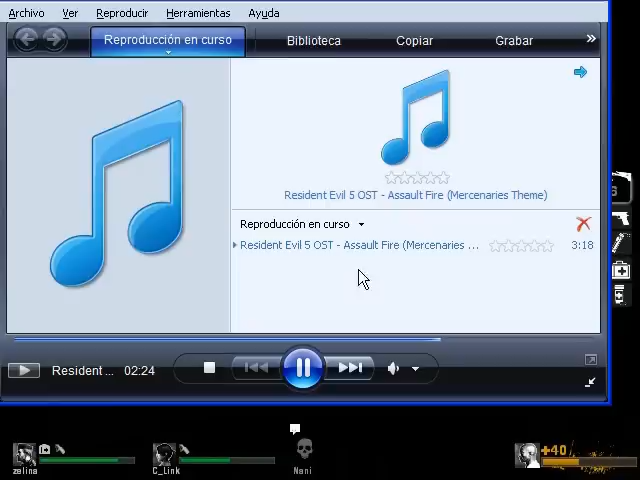 Archivo Ver Reproducir Herramientas Ayuda
Reproducción en curso Biblioteca Copiar Grabar »
Resident Evil 5 OST - Assault Fire (Mercenaries Theme)
Reproducción en curso
Resident Evil 5 OST - Assault Fire (Mercenaries ... 3:18
Resident ... 02:24
zelina C_Link Nani +40